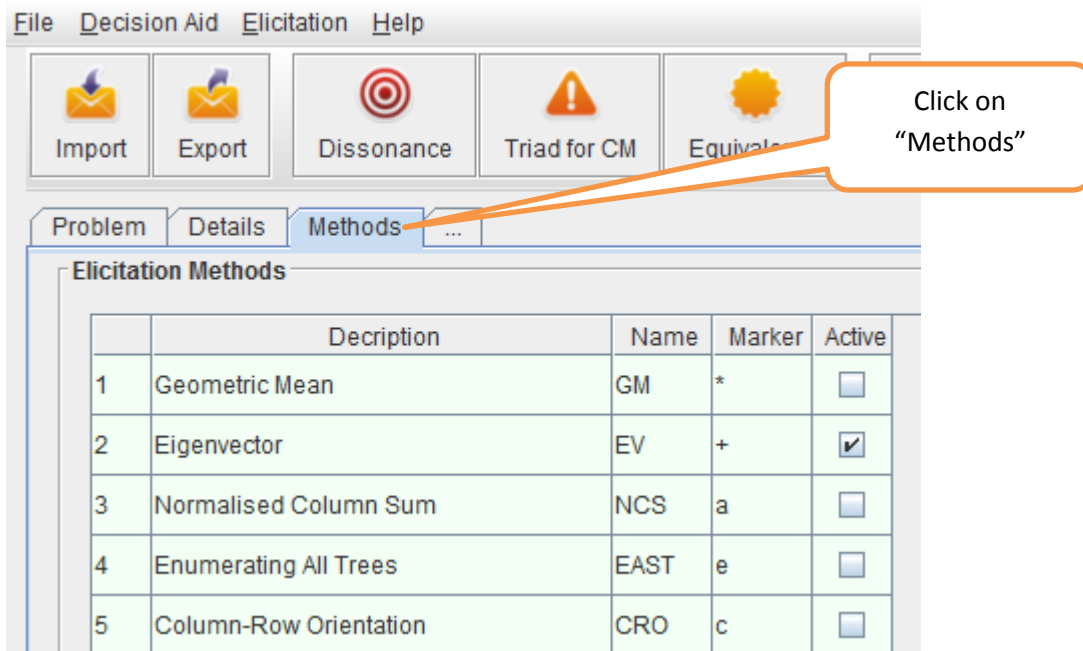 File Decision Aid Elicitation Help
Import Export Dissonance Triad for CM
Click on
“Methods”
Problem Details Methods ...
Elicitation Methods
Decription Name Marker Active
1 Geometric Mean GM *
2 Eigenvector EV +
3 Normalised Column Sum NCS a
4 Enumerating All Trees EAST e
5 Column-Row Orientation CRO c